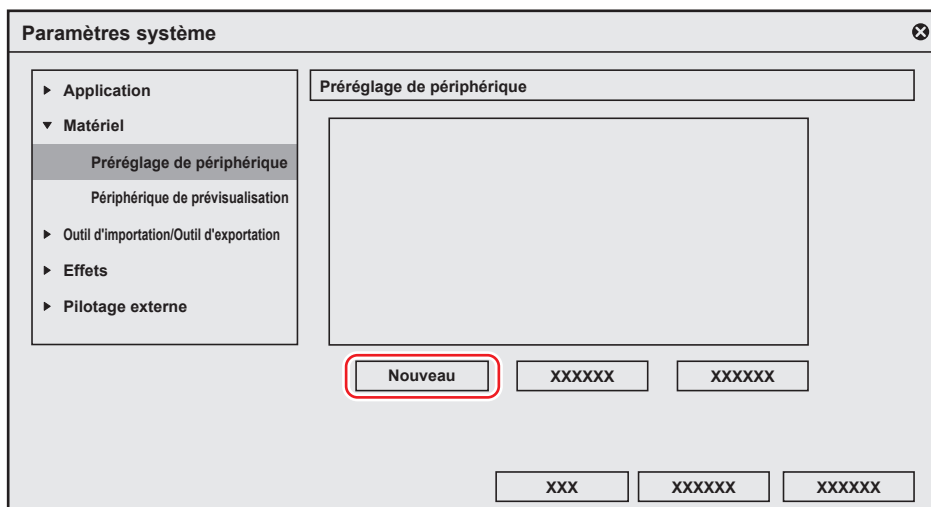 Paramètres système
Application
Matériel
Préréglage de périphérique
Périphérique de prévisualisation
Outil d'importation/Outil d'exportation
Effets
Pilotage externe
Préréglage de périphérique
Nouveau
XXXXXX
XXXXXX
XXX
XXXXXX
XXXXXX